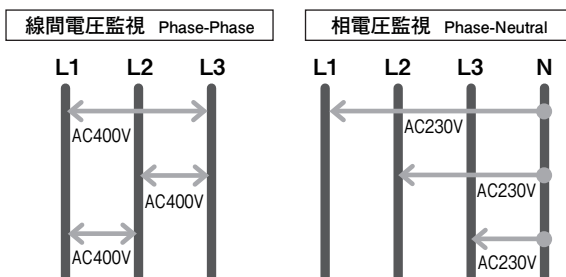 線間電圧監視 Phase-Phase
L1 L2 L3
AC400V
AC400V
AC400V
相電圧監視 Phase-Neutral
L1 L2 L3 N
AC230V
AC230V
AC230V